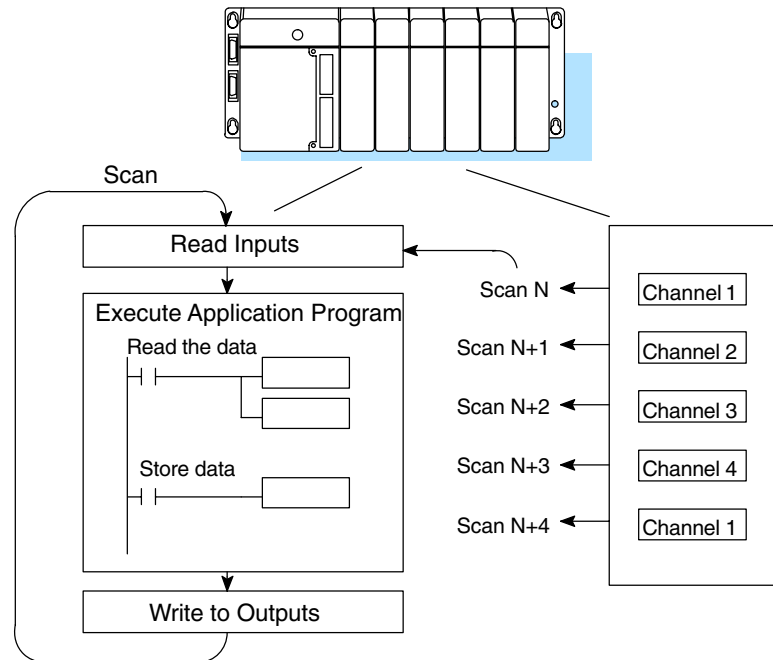 Scan
Read Inputs
Execute Application Program
Read the data
Store data
Write to Outputs
Scan N
Channel 1
Scan N+1
Channel 2
Scan N+2
Channel 3
Scan N+3
Channel 4
Scan N+4
Channel 1